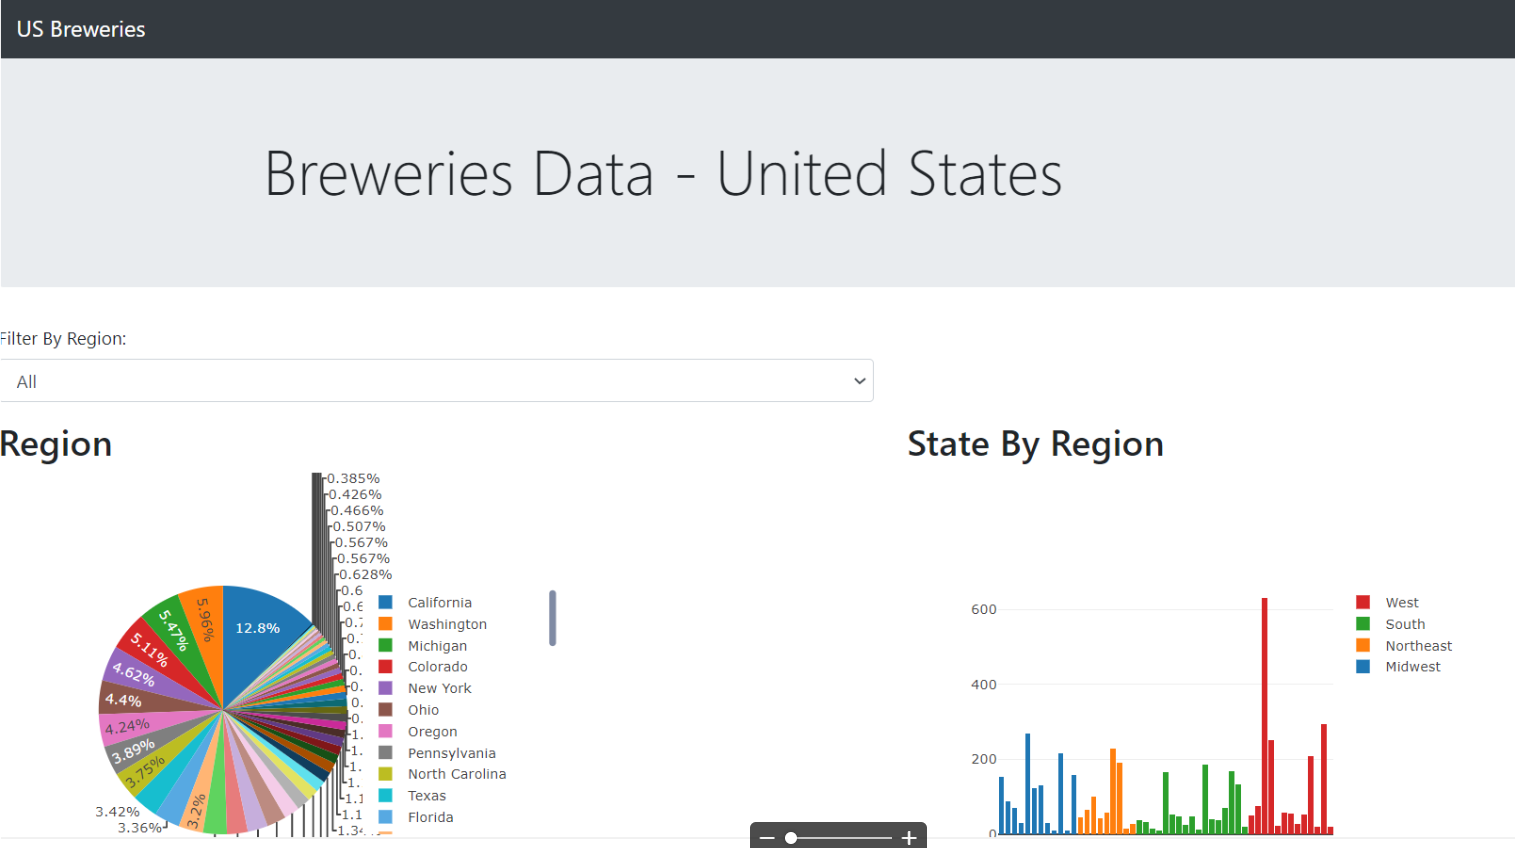 US Breweries
Breweries Data - United States
Filter By Region:
All
Region
State By Region
0.385%
0.426%
0.466%
0.507%
0.567%
0.567%
0.628%
12.8%
5.96%
5.47%
5.11%
4.62%
4.4%
4.24%
3.89%
3.75%
3.42%
3.36%
3.2%
California
Washington
Michigan
Colorado
New York
Ohio
Oregon
Pennsylvania
North Carolina
Texas
Florida
600
400
200
0
West
South
Northeast
Midwest